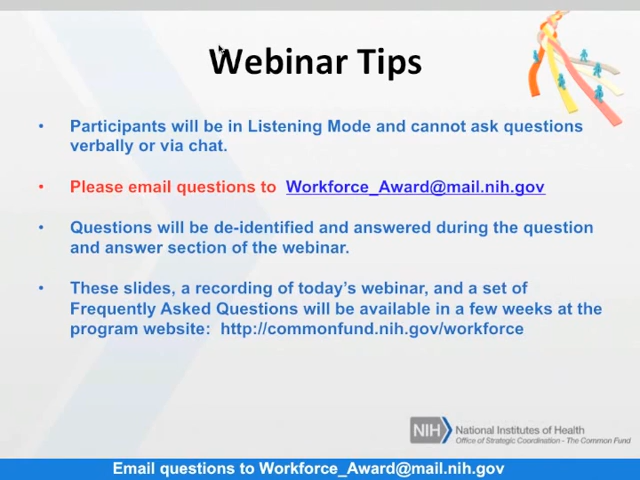 Webinar Tips
• Participants will be in Listening Mode and cannot ask questions
verbally or via chat.
• Please email questions to Workforce_Award@mail.nih.gov
• Questions will be de-identified and answered during the question
and answer section of the webinar.
• These slides, a recording of today’s webinar, and a set of
Frequently Asked Questions will be available in a few weeks at the
program website: http://commonfund.nih.gov/workforce
NIH National Institutes of Health
Office of Strategic Coordination - The Common Fund
Email questions to Workforce_Award@mail.nih.gov